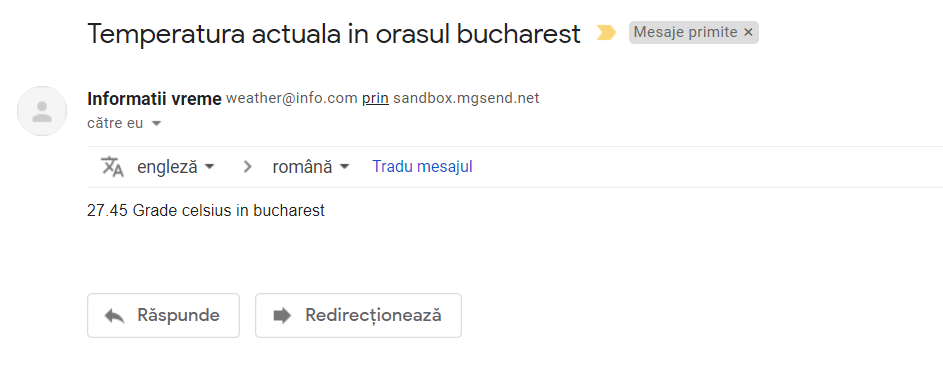 Temperatura actuala in orasul bucharest Mesaje primite ×
Informatii vreme weather@info.com prin sandbox.mgsend.net
către eu
engleză > română Tradu mesajul
27.45 Grade celsius in bucharest
Răspunde Redirecționează